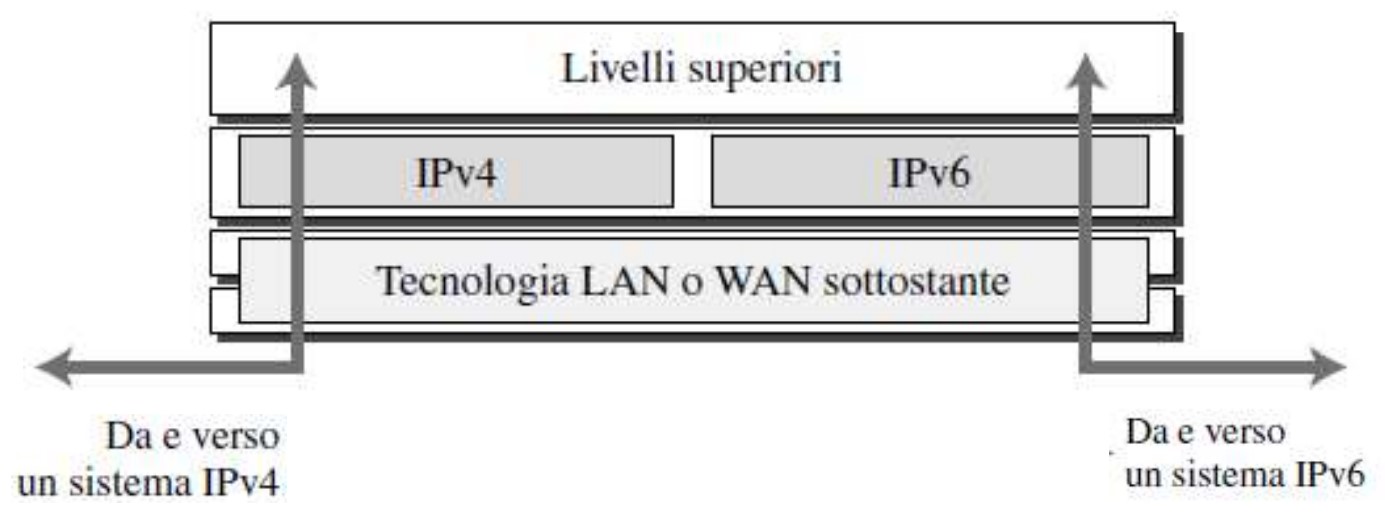 Livelli superiori
IPv4
IPv6
Tecnologia LAN o WAN sottostante
Da e verso
un sistema IPv4
Da e verso
un sistema IPv6